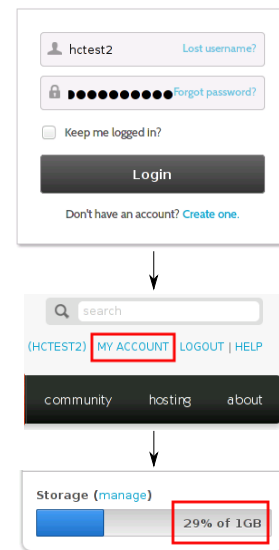 hctest2 Lost username?
Forgot password?
Keep me logged in?
Login
Don't have an account? Create one.
search
(HCTEST2) MY ACCOUNT LOGOUT | HELP
community hosting about
Storage (manage)
29% of 1GB